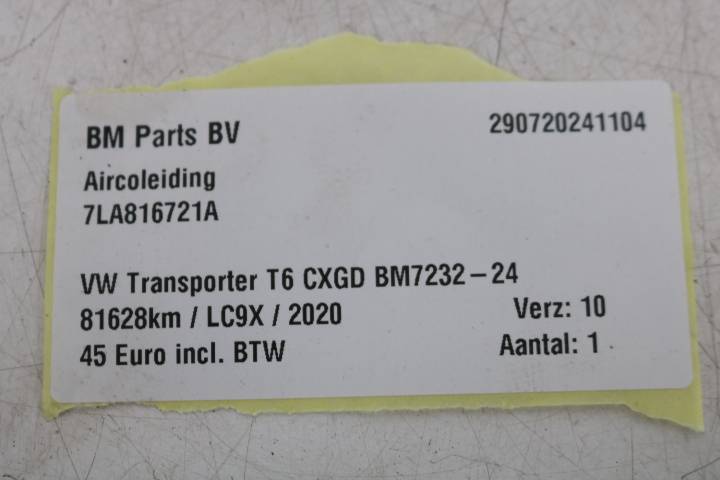 BM Parts BV 290720241104
Aircoleiding
7LA816721A
VW Transporter T6 CXGD BM7232-24
81628km / LC9X / 2020 Verz: 10
45 Euro incl. BTW Aantal: 1